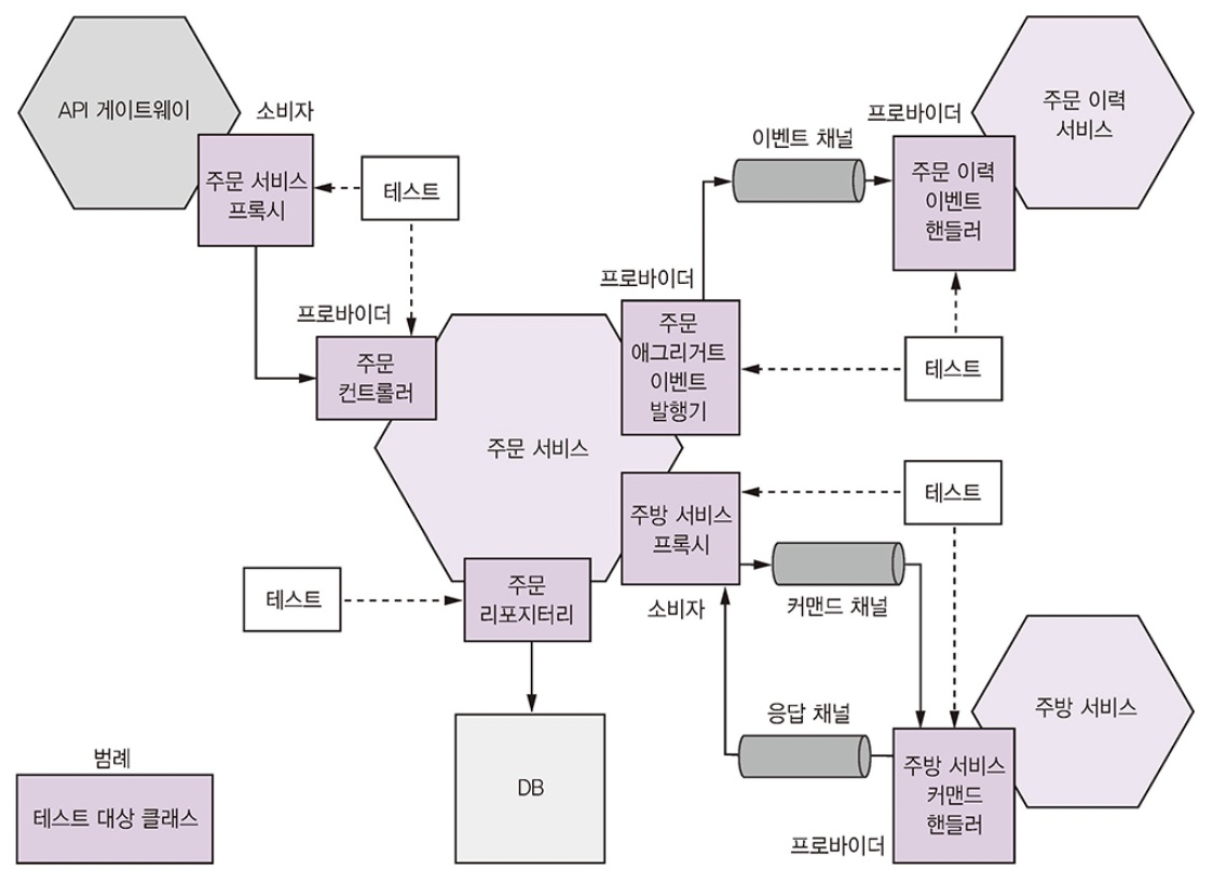 API 게이트웨이
소비자
주문 서비스
프록시
테스트
프로바이더
주문
컨트롤러
이벤트 채널
프로바이더
주문 이력
서비스
주문 이력
이벤트
핸들러
프로바이더
주문
애그리거트
이벤트
발행기
테스트
주문 서비스
테스트
주방 서비스
프록시
소비자
커맨드 채널
테스트
주문
리포지터리
DB
응답 채널
주방 서비스
주방 서비스
커맨드
핸들러
프로바이더
범례
테스트 대상 클래스